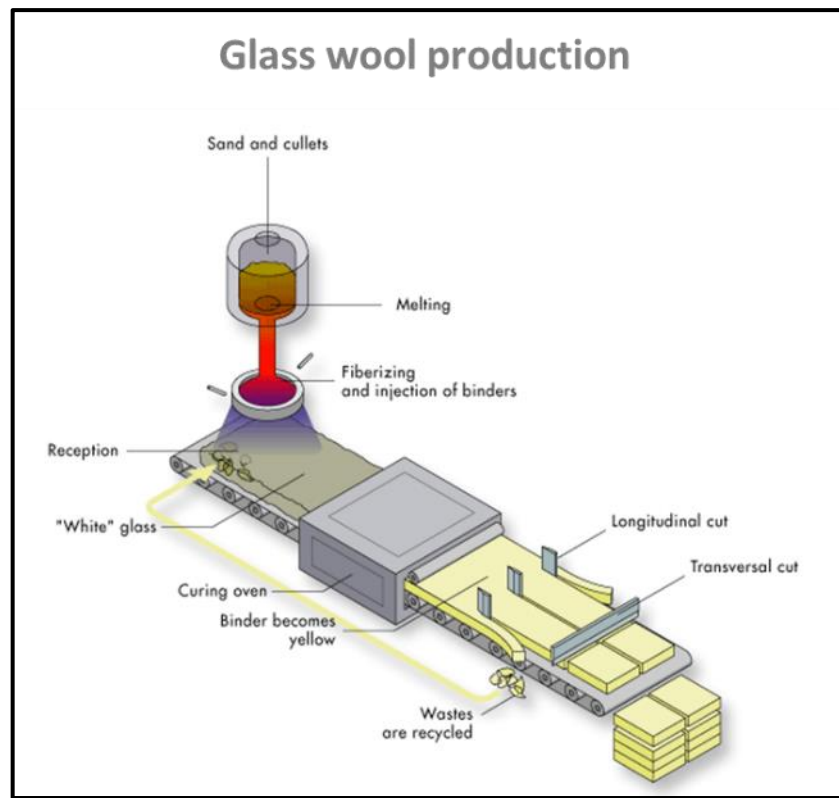 Glass wool production
Sand and cullets
Melting
Fiberizing
and injection of binders
Reception
"White" glass
Longitudinal cut
Transversal cut
Curing oven
Binder becomes
yellow
Wastes
are recycled